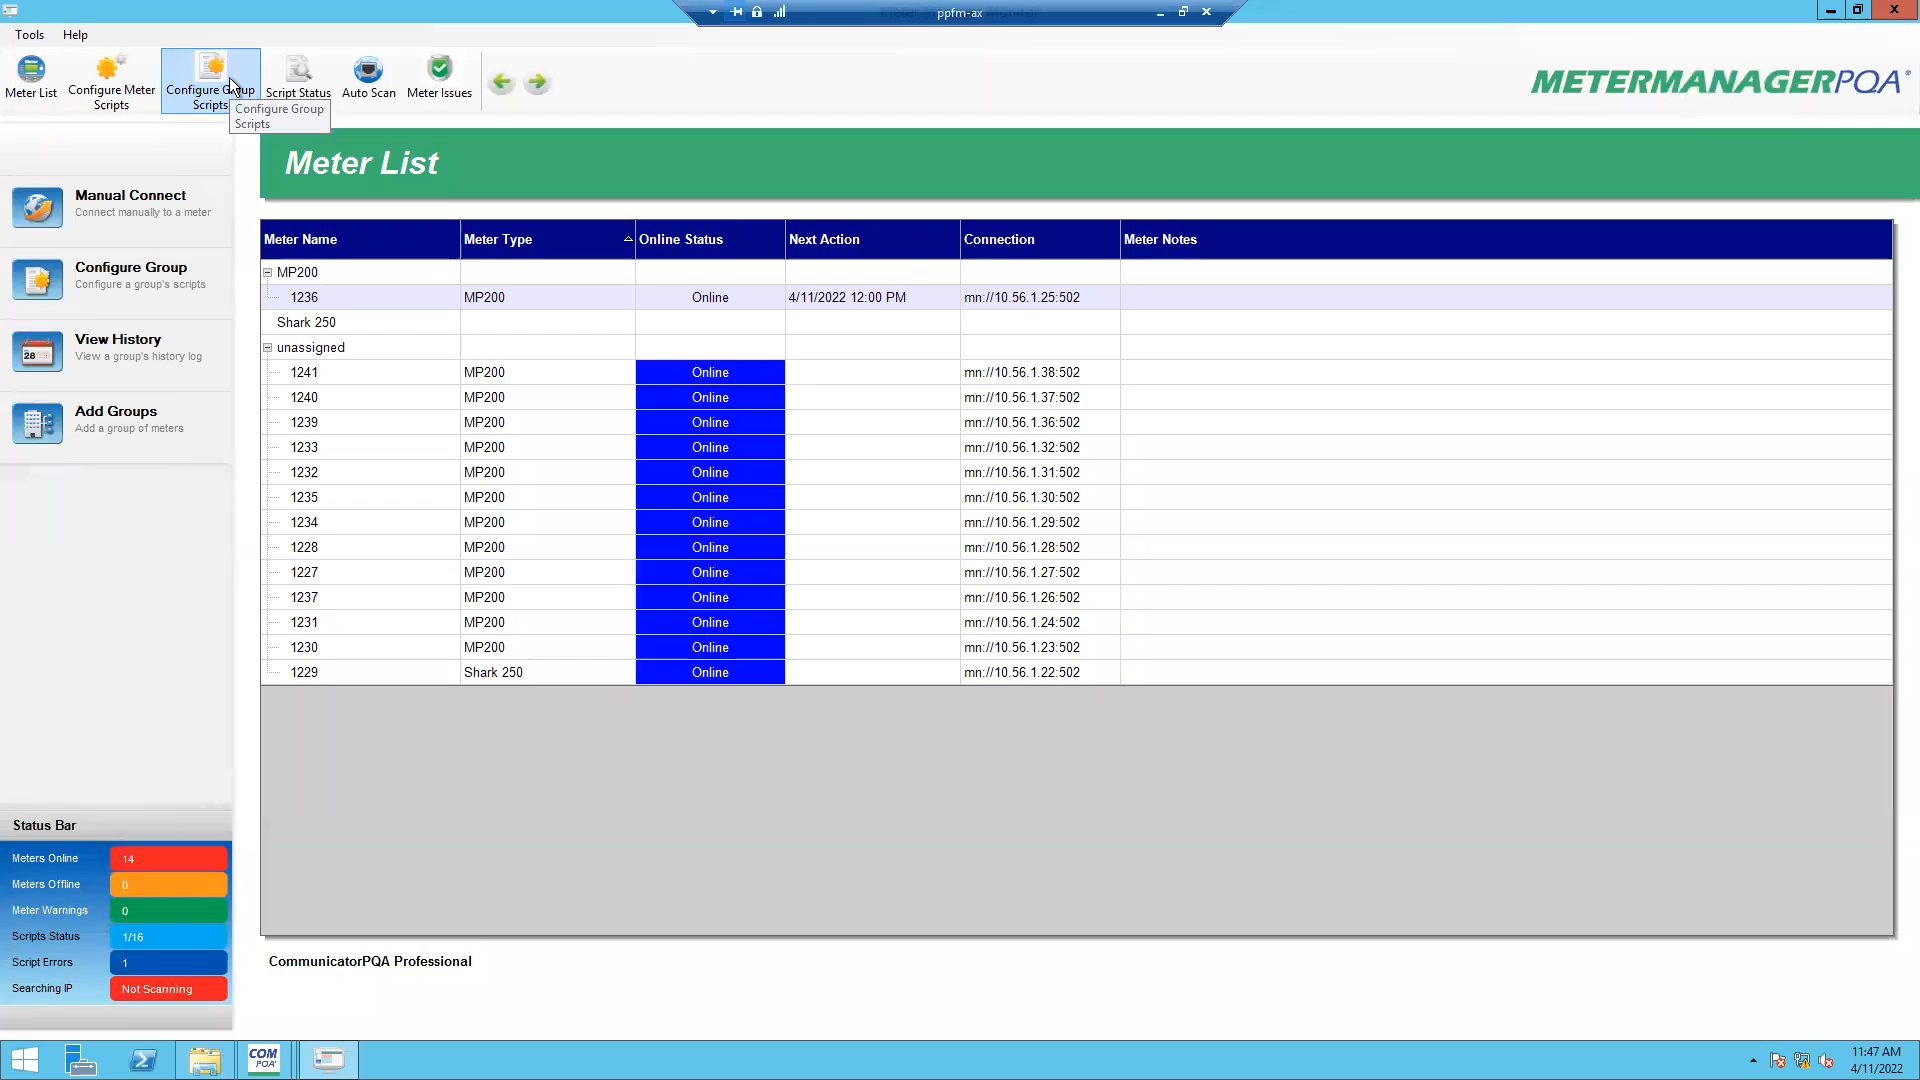 ppfm-ax
Tools Help
Meter List
Configure Meter
Scripts
Configure Group
Scripts
Script Status
Auto Scan
Meter Issues
METERMANAGERPQA®
Configure Group
Scripts
Meter List
Manual Connect
Connect manually to a meter
Configure Group
Configure a group's scripts
View History
View a group's history log
28
Add Groups
Add a group of meters
Meter Name Meter Type Online Status Next Action Connection Meter Notes
MP200
1236 MP200 Online 4/11/2022 12:00 PM mn://10.56.1.25:502
Shark 250
unassigned
1241 MP200 Online mn://10.56.1.38:502
1240 MP200 Online mn://10.56.1.37:502
1239 MP200 Online mn://10.56.1.36:502
1233 MP200 Online mn://10.56.1.32:502
1232 MP200 Online mn://10.56.1.31:502
1235 MP200 Online mn://10.56.1.30:502
1234 MP200 Online mn://10.56.1.29:502
1228 MP200 Online mn://10.56.1.28:502
1227 MP200 Online mn://10.56.1.27:502
1237 MP200 Online mn://10.56.1.26:502
1231 MP200 Online mn://10.56.1.24:502
1230 MP200 Online mn://10.56.1.23:502
1229 Shark 250 Online mn://10.56.1.22:502
Status Bar
Meters Online 14
Meters Offline 0
Meter Warnings 0
Scripts Status 1/16
Script Errors 1
Searching IP Not Scanning
CommunicatorPQA Professional
COM
PQA
11:47 AM
4/11/2022